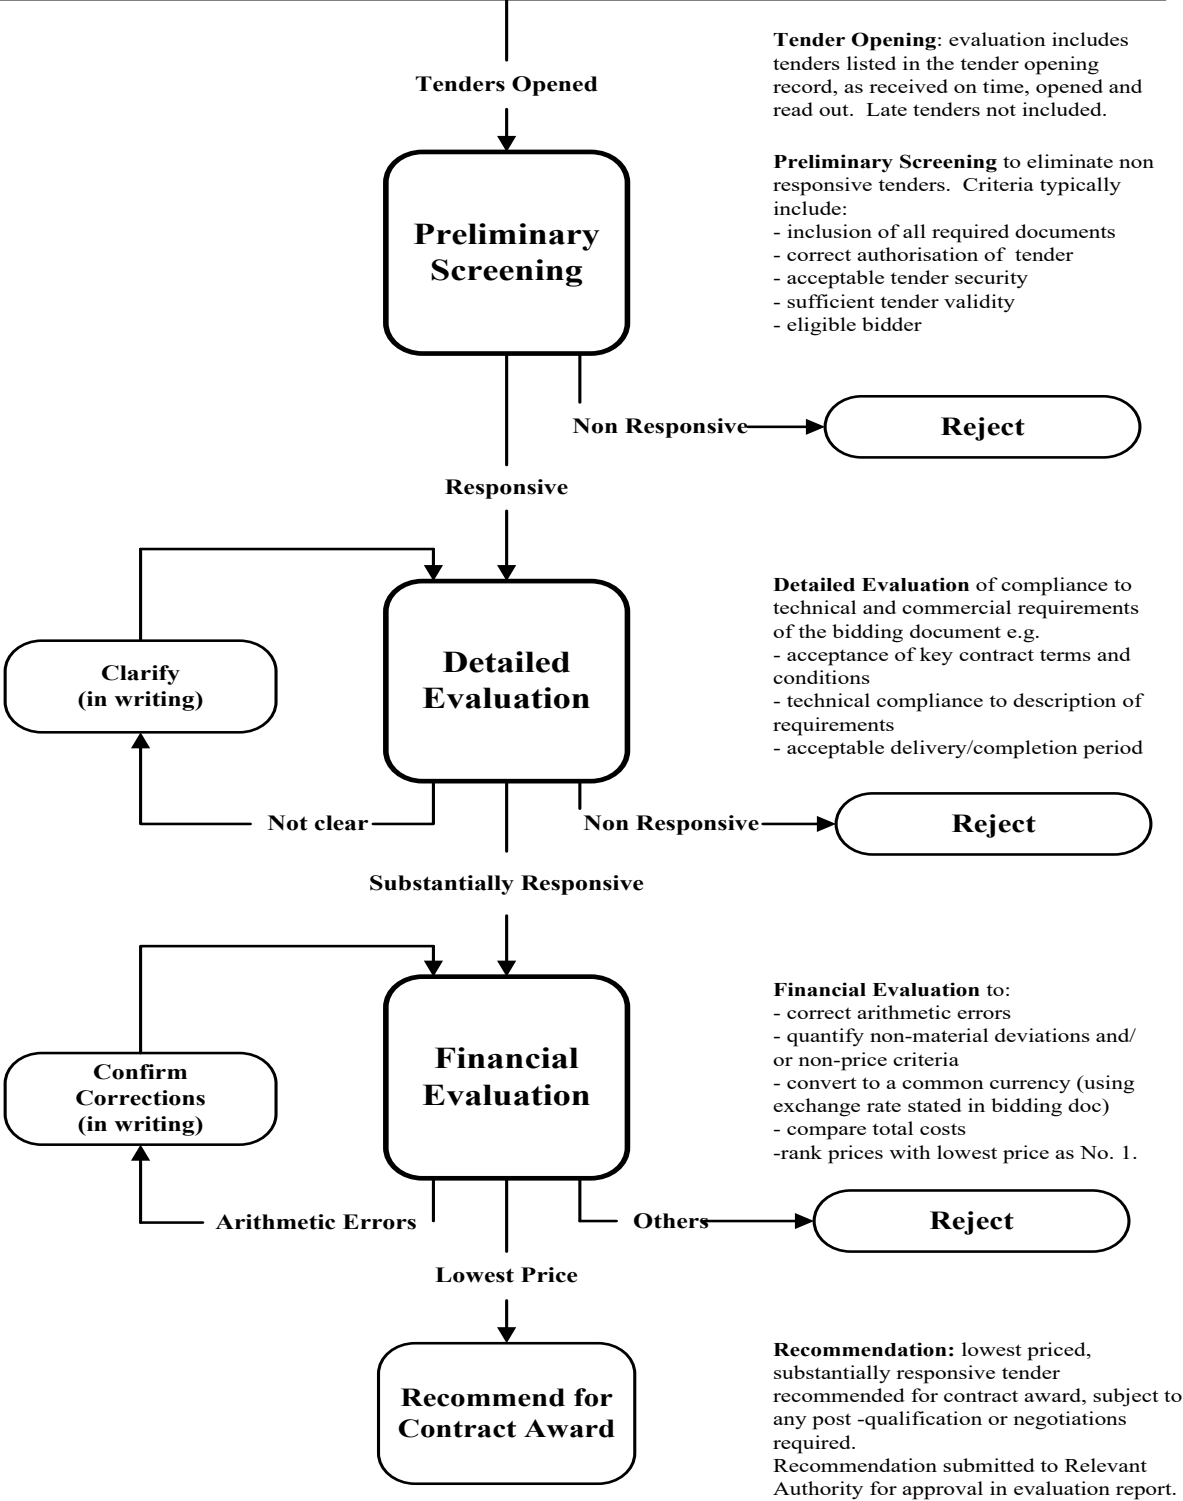 Tender Opening: evaluation includes
tenders listed in the tender opening
record, as received on time, opened and
read out.  Late tenders not included.
Tenders Opened
Preliminary Screening to eliminate non
responsive tenders.  Criteria typically
include:
- inclusion of all required documents
- correct authorisation of  tender
- acceptable tender security
- sufficient tender validity
- eligible bidder
Preliminary
Screening
Non Responsive
Reject
Responsive
Detailed Evaluation of compliance to
technical and commercial requirements
of the bidding document e.g.
- acceptance of key contract terms and
conditions
- technical compliance to description of
requirements
- acceptable delivery/completion period
Detailed
Evaluation
Clarify
(in writing)
Not clear
Non Responsive
Reject
Substantially Responsive
Financial Evaluation to:
- correct arithmetic errors
- quantify non-material deviations and/
or non-price criteria
- convert to a common currency (using
exchange rate stated in bidding doc)
- compare total costs
-rank prices with lowest price as No. 1.
Financial
Evaluation
Confirm
Corrections
(in writing)
Arithmetic Errors
Others
Reject
Lowest Price
Recommendation: lowest priced,
substantially responsive tender
recommended for contract award, subject to
any post -qualification or negotiations
required.
Recommendation submitted to Relevant
Authority for approval in evaluation report.
Recommend for
Contract Award